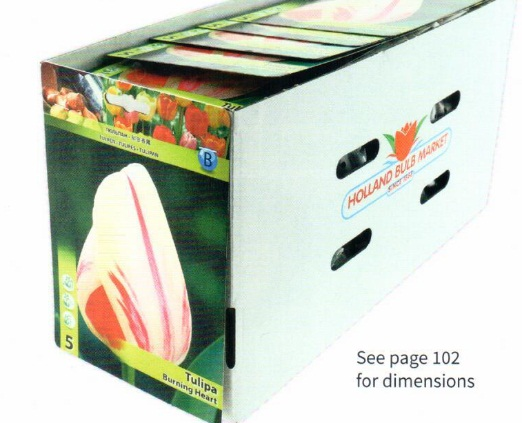 B
5
Tulipa
Burning Heart
HOLLAND BULB MARKET
See page 102
for dimensions